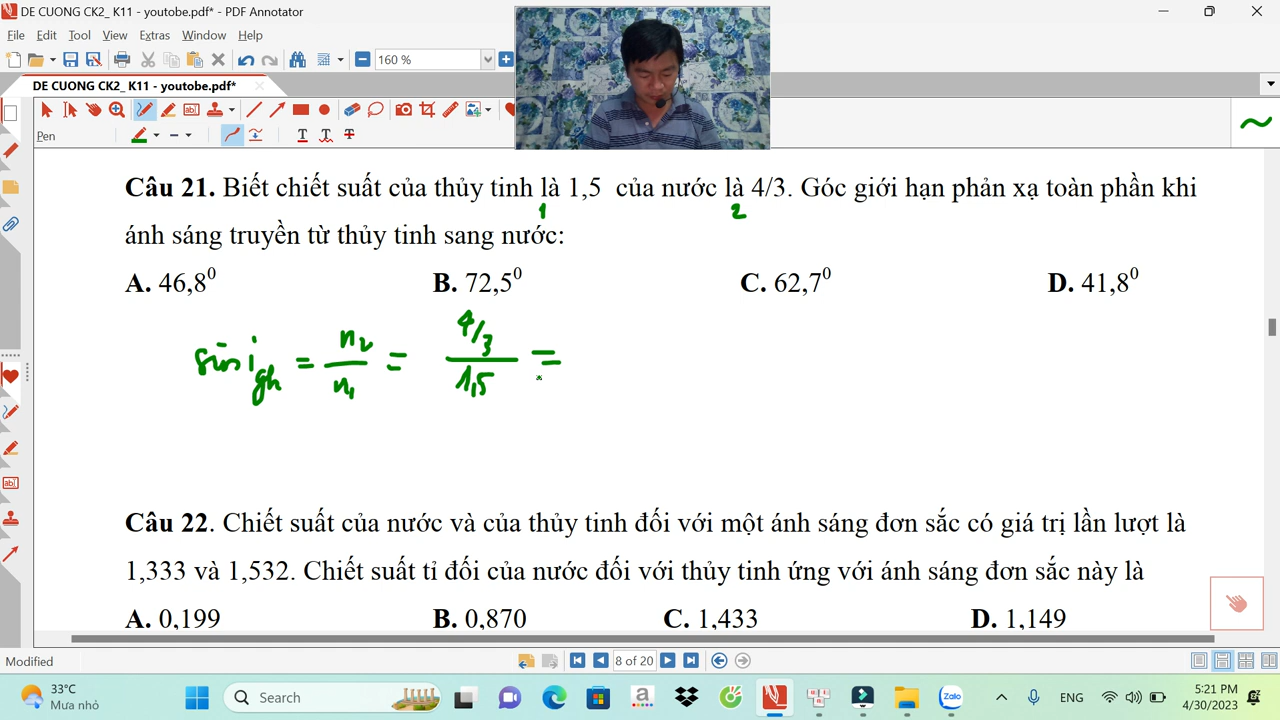 DE CUONG CK2_ K11 - youtobe.pdf* - PDF Annotator
File Edit Tool View Extras Window Help
160 %
DE CUONG CK2_ K11 - youtobe.pdf*
Pen
Câu 21. Biết chiết suất của thủy tinh là 1,5 của nước là 4/3. Góc giới hạn phản xạ toàn phần khi
1 2
ánh sáng truyền từ thủy tinh sang nước:
A. 46,8⁰ B. 72,5⁰ C. 62,7⁰ D. 41,8⁰
sin i_gh = n₂/n₁ = (4/3)/1,5 =
Câu 22. Chiết suất của nước và của thủy tinh đối với một ánh sáng đơn sắc có giá trị lần lượt là
1,333 và 1,532. Chiết suất tỉ đối của nước đối với thủy tinh ứng với ánh sáng đơn sắc này là
A. 0,199 B. 0,870 C. 1,433 D. 1,149
Modified
8 of 20
33°C
Mưa nhỏ
Search
Zalo
ENG
5:21 PM
4/30/2023